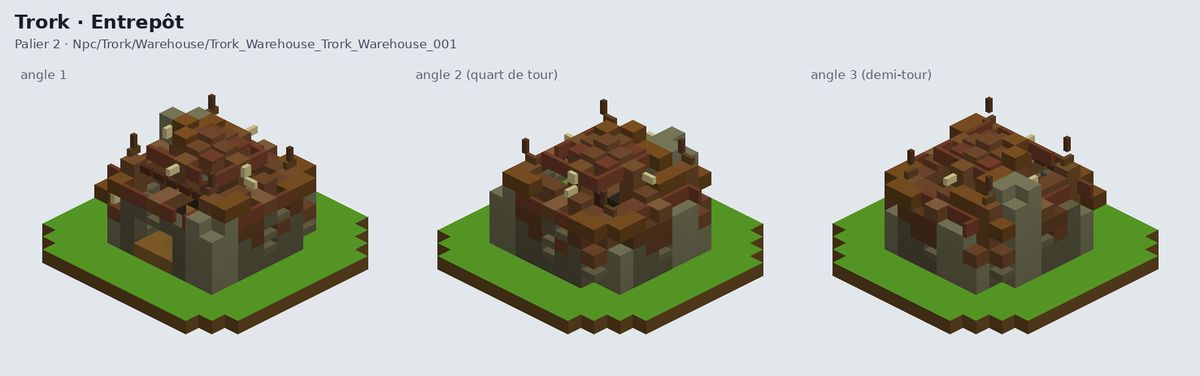 Trork · Entrepôt
Palier 2 · Npc/Trork/Warehouse/Trork_Warehouse_Trork_Warehouse_001
angle 1
angle 2 (quart de tour)
angle 3 (demi-tour)